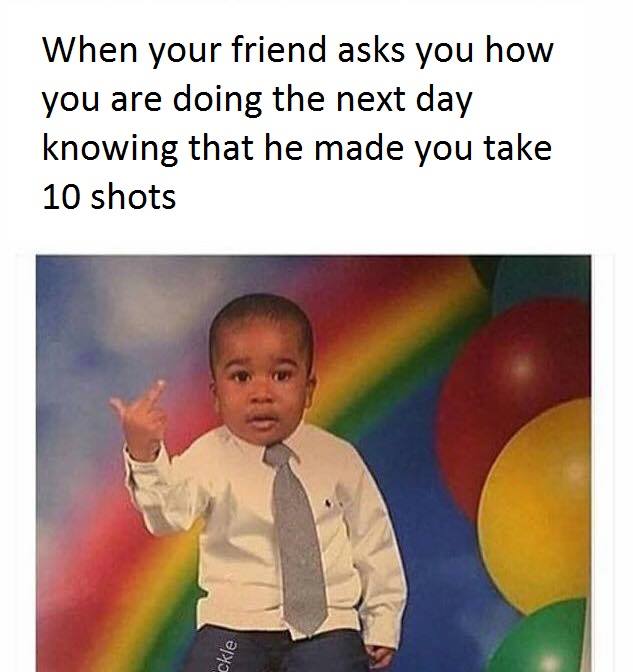 When your friend asks you how
you are doing the next day
knowing that he made you take
10 shots
ckle